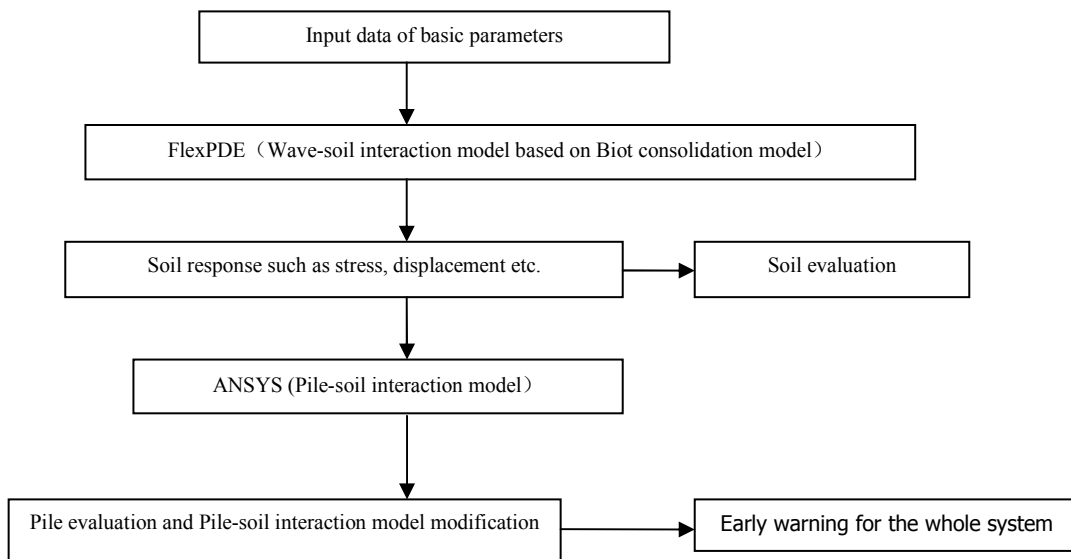 Input data of basic parameters
FlexPDE（Wave-soil interaction model based on Biot consolidation model）
Soil response such as stress, displacement etc.
Soil evaluation
ANSYS (Pile-soil interaction model）
Pile evaluation and Pile-soil interaction model modification
Early warning for the whole system